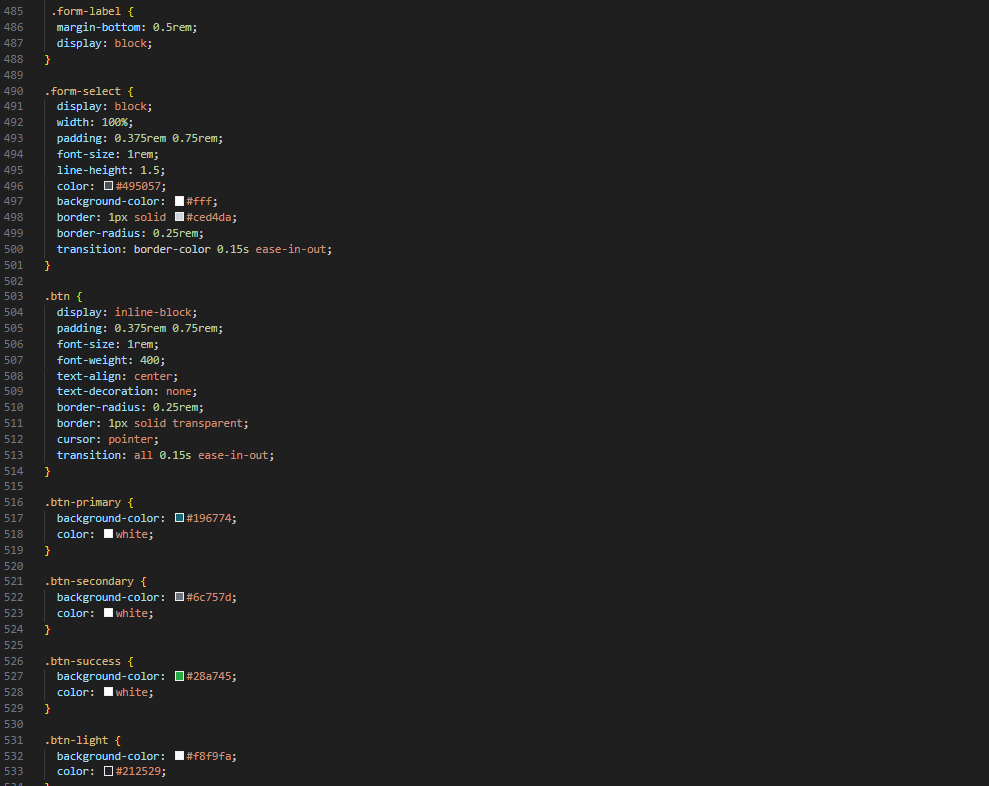 485 .form-label {
486 margin-bottom: 0.5rem;
487 display: block;
488 }
489
490 .form-select {
491 display: block;
492 width: 100%;
493 padding: 0.375rem 0.75rem;
494 font-size: 1rem;
495 line-height: 1.5;
496 color: #495057;
497 background-color: #fff;
498 border: 1px solid #ced4da;
499 border-radius: 0.25rem;
500 transition: border-color 0.15s ease-in-out;
501 }
502
503 .btn {
504 display: inline-block;
505 padding: 0.375rem 0.75rem;
506 font-size: 1rem;
507 font-weight: 400;
508 text-align: center;
509 text-decoration: none;
510 border-radius: 0.25rem;
511 border: 1px solid transparent;
512 cursor: pointer;
513 transition: all 0.15s ease-in-out;
514 }
515
516 .btn-primary {
517 background-color: #196774;
518 color: white;
519 }
520
521 .btn-secondary {
522 background-color: #6c757d;
523 color: white;
524 }
525
526 .btn-success {
527 background-color: #28a745;
528 color: white;
529 }
530
531 .btn-light {
532 background-color: #f8f9fa;
533 color: #212529;